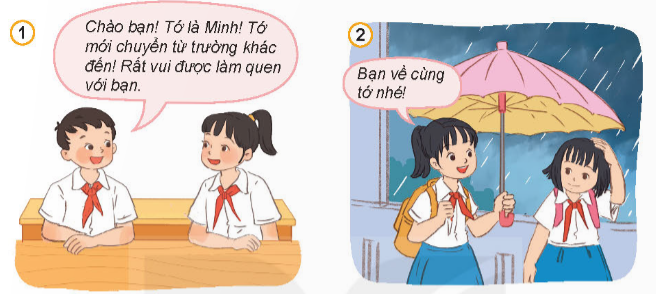 1
Chào bạn! Tớ là Minh! Tớ
mới chuyển từ trường khác
đến! Rất vui được làm quen
với bạn.
2
Bạn về cùng
tớ nhé!